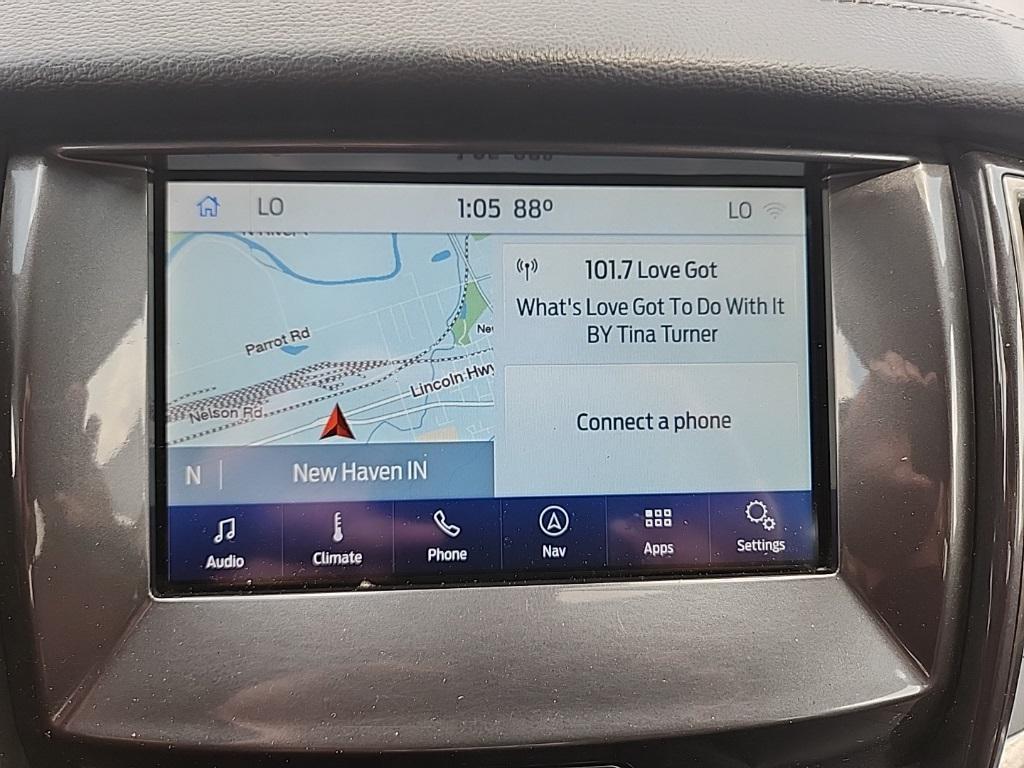 LO
1:05 88º
LO
101.7 Love Got
What's Love Got To Do With It
BY Tina Turner
Parrot Rd
Lincoln Hwy
Nelson Rd
N
New Haven IN
Connect a phone
Audio
Climate
Phone
Nav
Apps
Settings